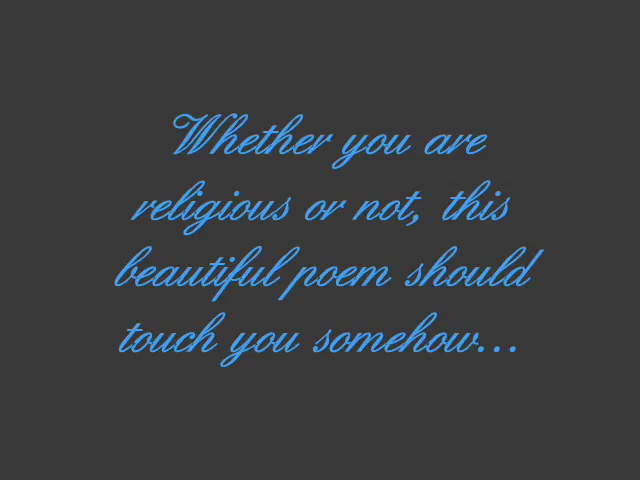 Whether you are
religious or not, this
beautiful poem should
touch you somehow...